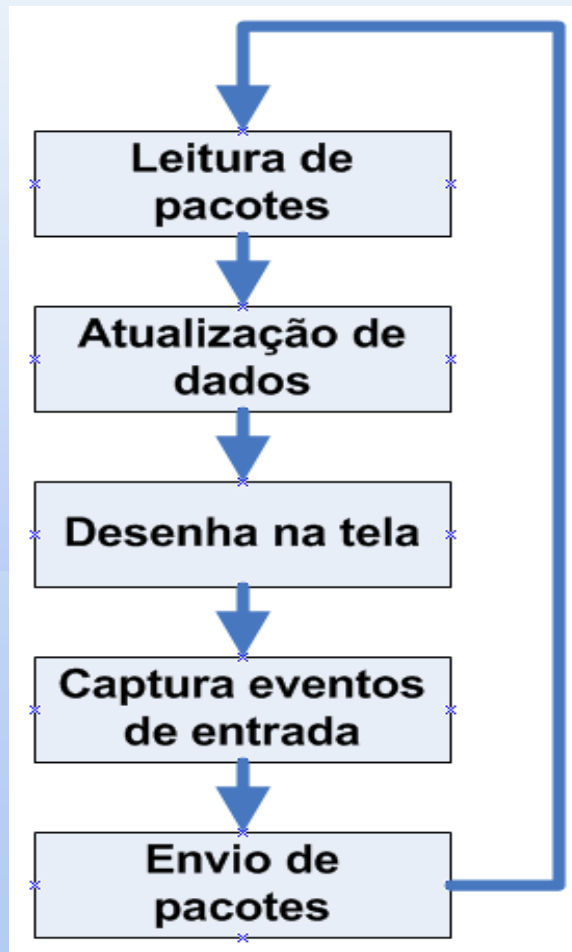 Leitura de
pacotes
Atualização de
dados
Desenha na tela
Captura eventos
de entrada
Envio de
pacotes